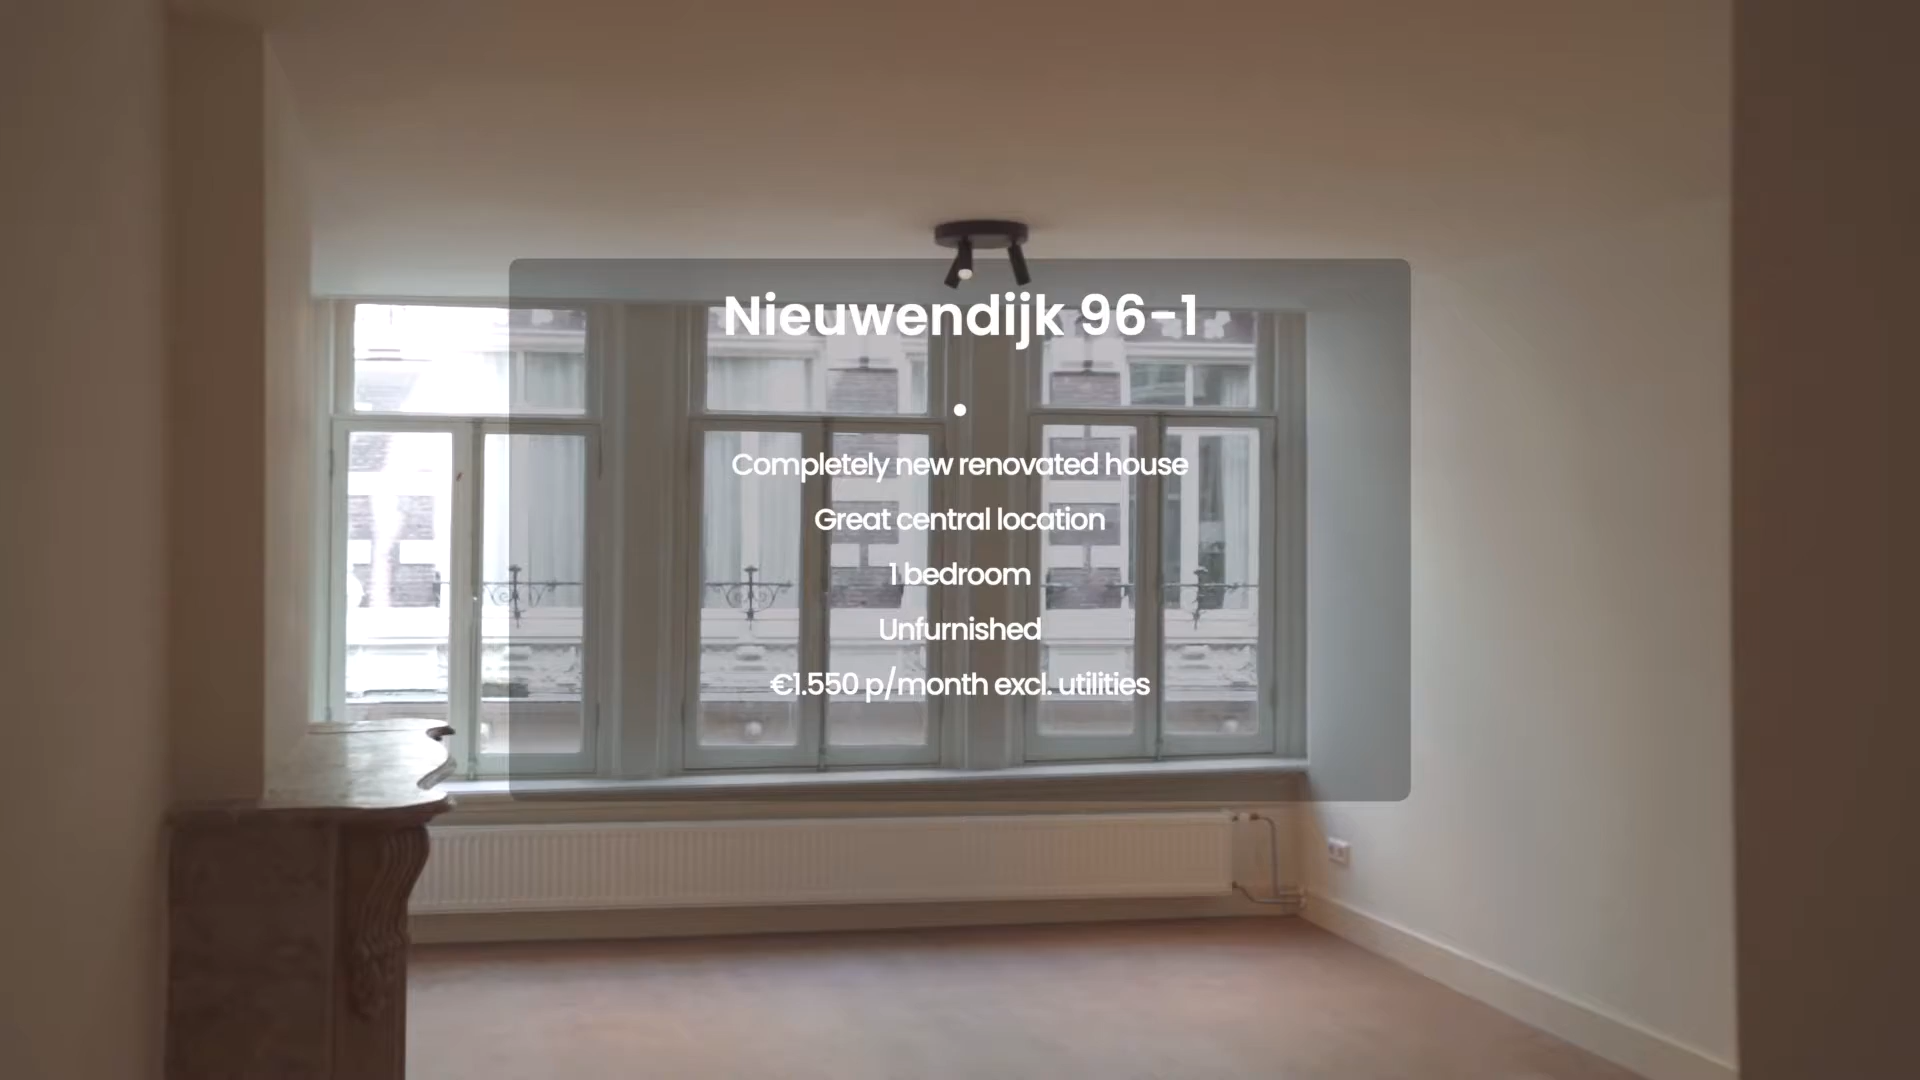 Nieuwendijk 96-1
•
Completely new renovated house
Great central location
1 bedroom
Unfurnished
€1.550 p/month excl. utilities